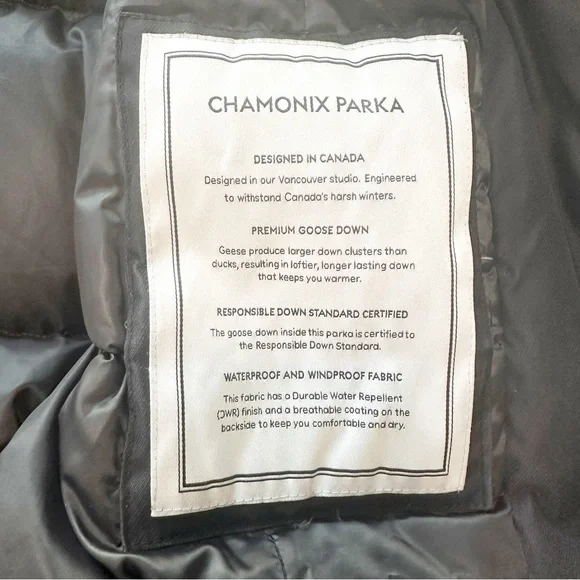 CHAMONIX PARKA
DESIGNED IN CANADA
Designed in our Vancouver studio. Engineered
to withstand Canada's harsh winters.
PREMIUM GOOSE DOWN
Geese produce larger down clusters than
ducks, resulting in loftier, longer lasting down
that keeps you warmer.
RESPONSIBLE DOWN STANDARD CERTIFIED
The goose down inside this parka is certified to
the Responsible Down Standard.
WATERPROOF AND WINDPROOF FABRIC
This fabric has a Durable Water Repellent
(DWR) finish and a breathable coating on the
backside to keep you comfortable and dry.